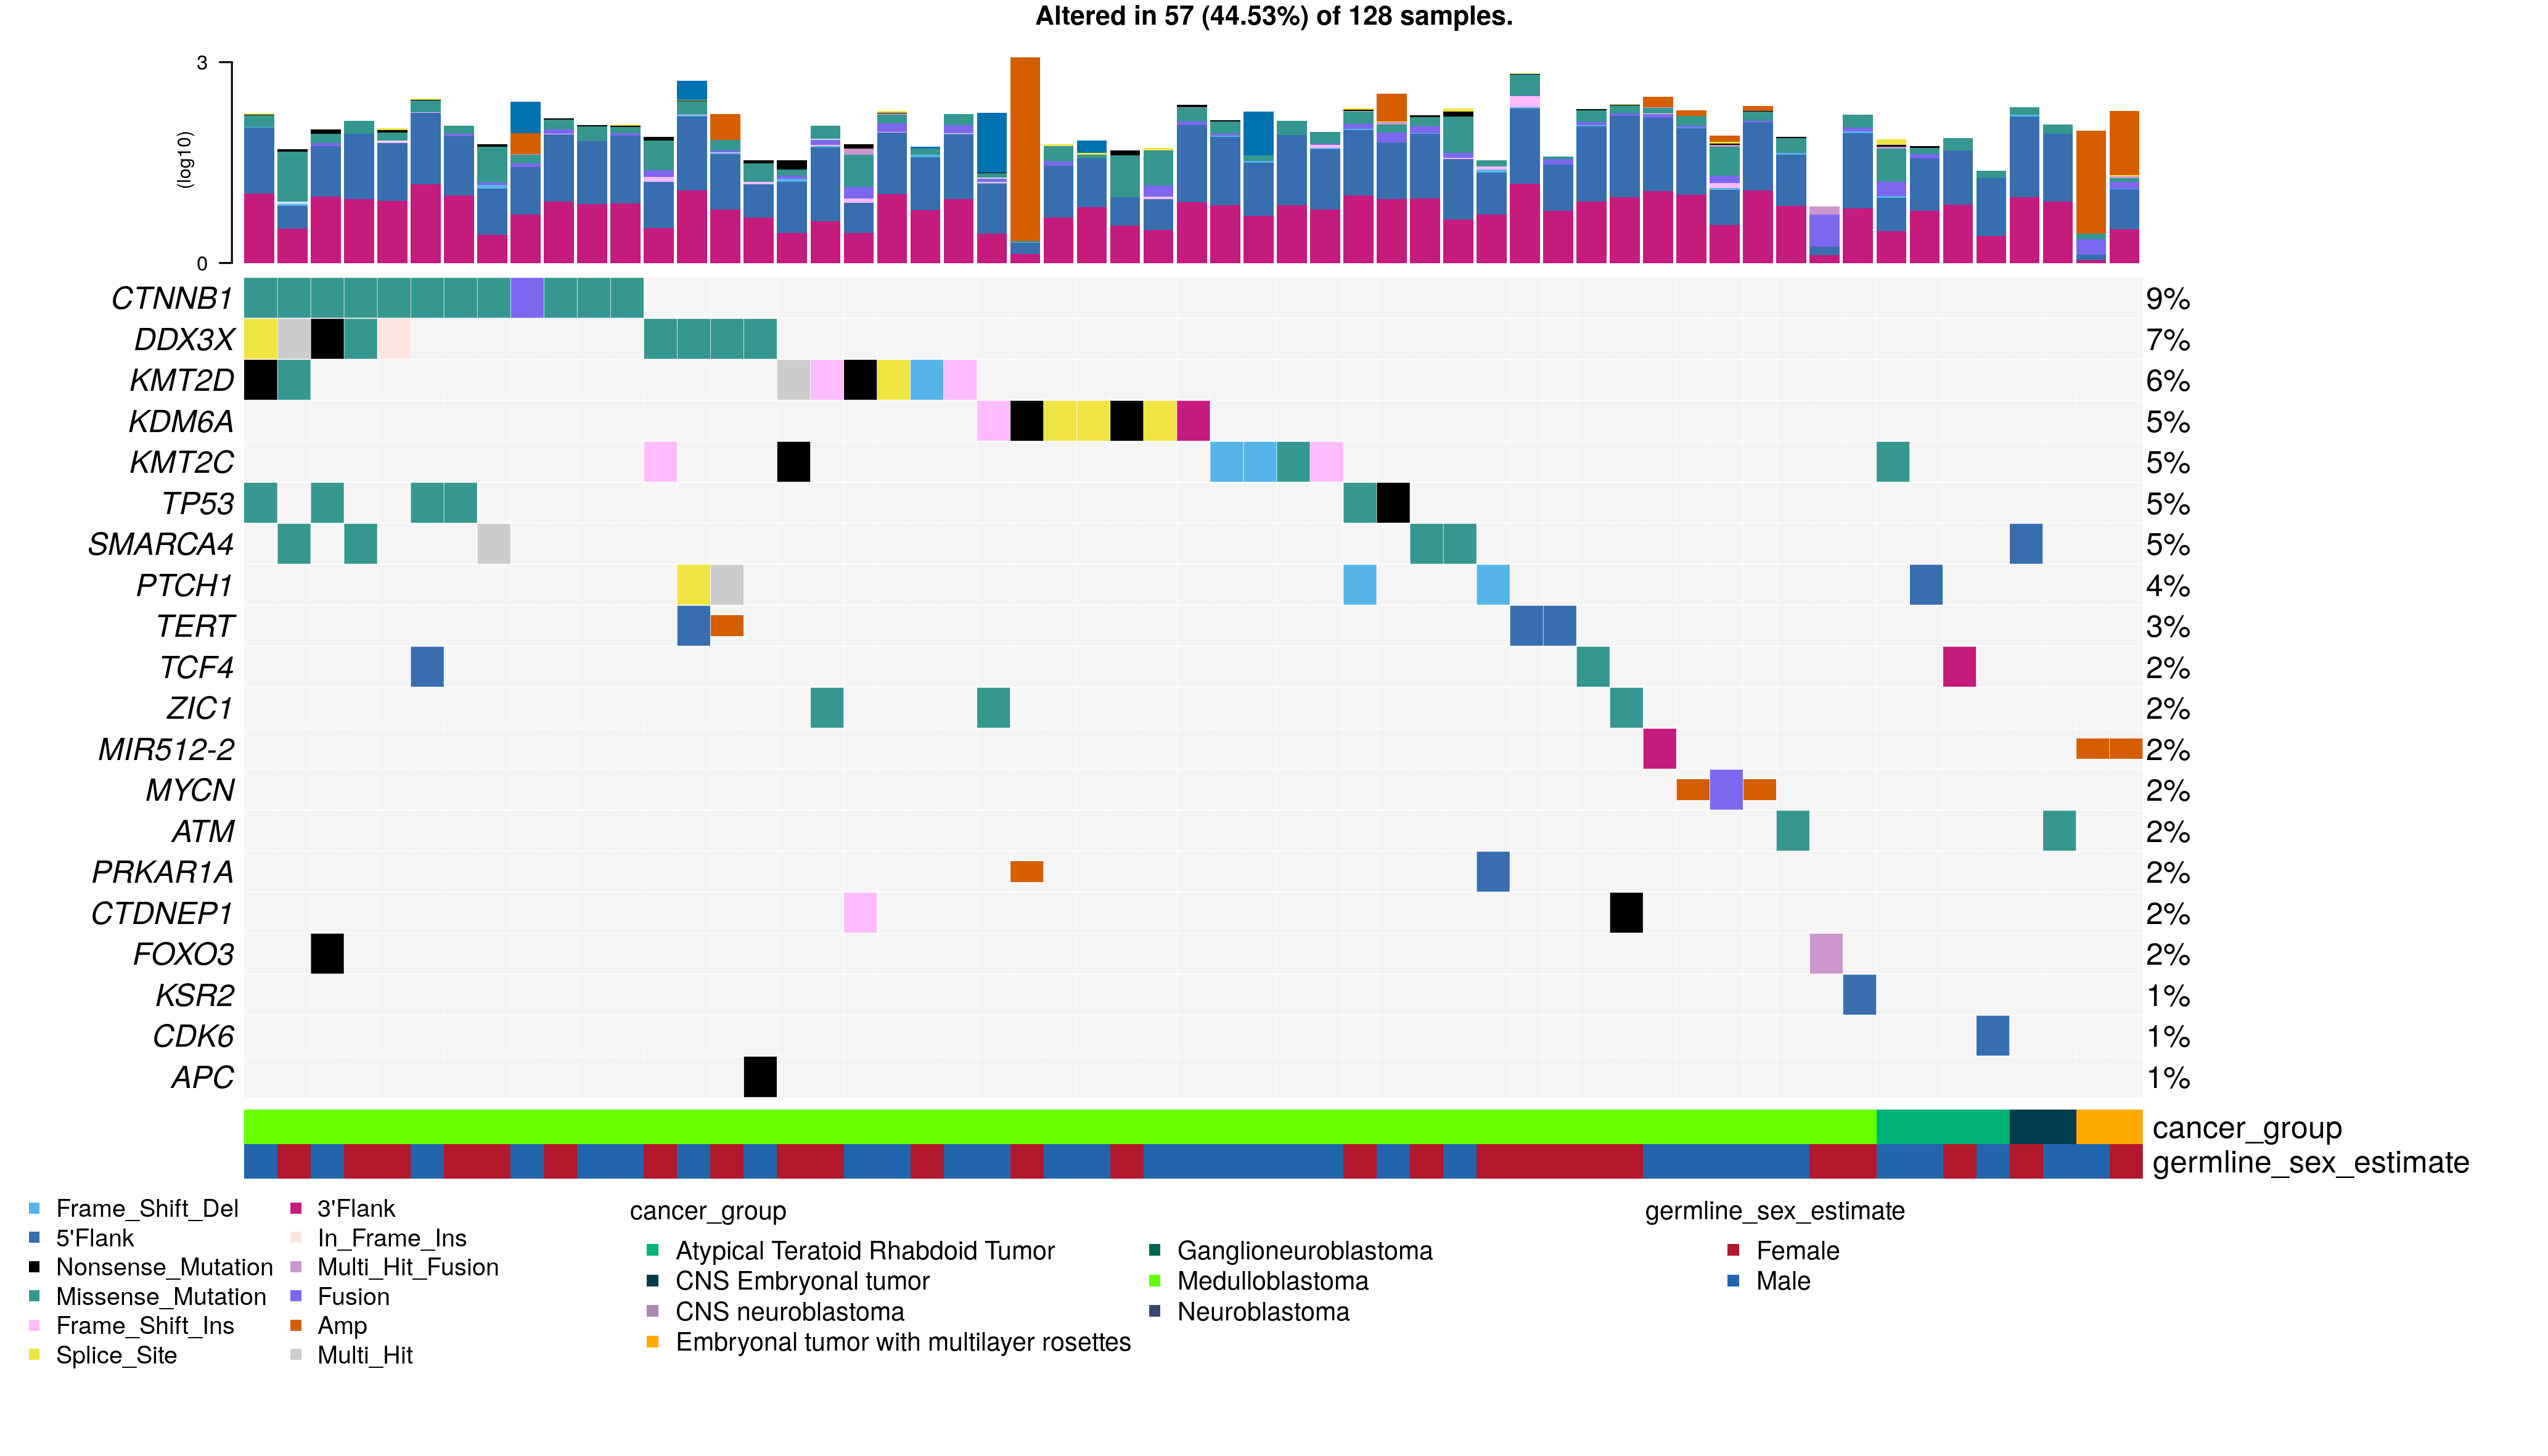 Altered in 57 (44.53%) of 128 samples.
3
(log10)
0
CTNNB1 9%
DDX3X 7%
KMT2D 6%
KDM6A 5%
KMT2C 5%
TP53 5%
SMARCA4 5%
PTCH1 4%
TERT 3%
TCF4 2%
ZIC1 2%
MIR512-2 2%
MYCN 2%
ATM 2%
PRKAR1A 2%
CTDNEP1 2%
FOXO3 2%
KSR2 1%
CDK6 1%
APC 1%
cancer_group
germline_sex_estimate
Frame_Shift_Del
5'Flank
Nonsense_Mutation
Missense_Mutation
Frame_Shift_Ins
Splice_Site
3'Flank
In_Frame_Ins
Multi_Hit_Fusion
Fusion
Amp
Multi_Hit
cancer_group
Atypical Teratoid Rhabdoid Tumor
CNS Embryonal tumor
CNS neuroblastoma
Embryonal tumor with multilayer rosettes
Ganglioneuroblastoma
Medulloblastoma
Neuroblastoma
germline_sex_estimate
Female
Male